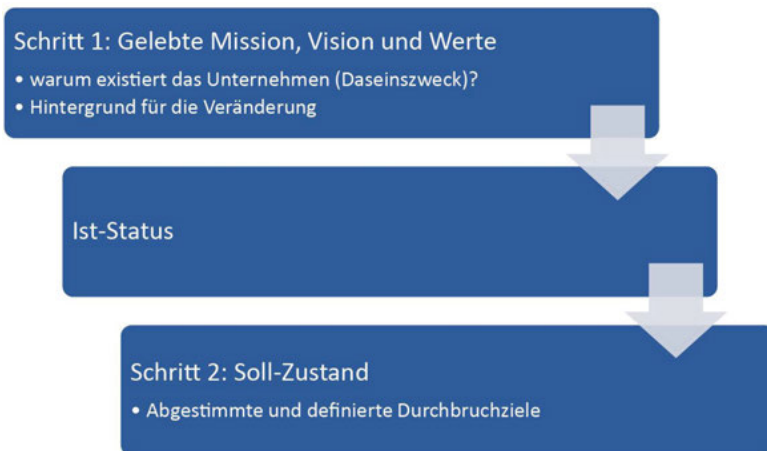 Schritt 1: Gelebte Mission, Vision und Werte
• warum existiert das Unternehmen (Daseinszweck)?
• Hintergrund für die Veränderung
Ist-Status
Schritt 2: Soll-Zustand
• Abgestimmte und definierte Durchbruchziele